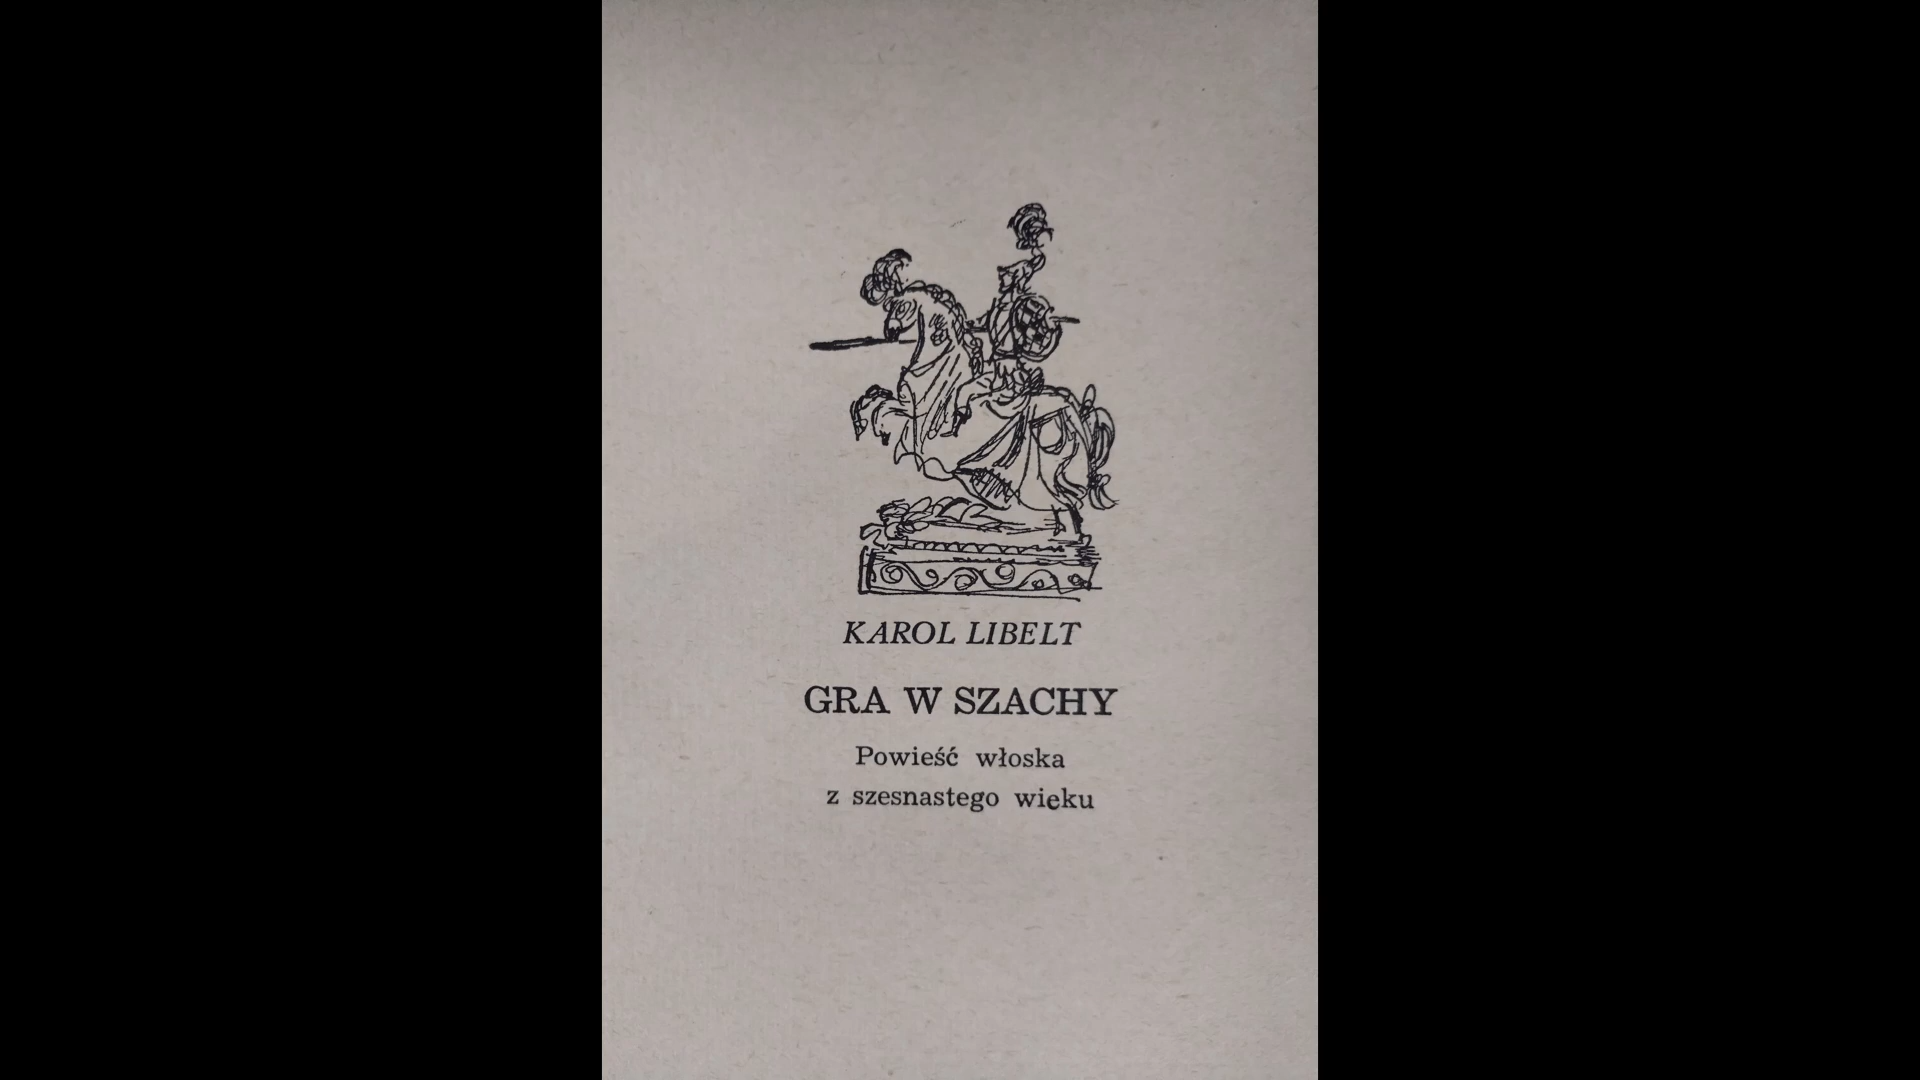 KAROL LIBELT
GRA W SZACHY
Powieść włoska
z szesnastego wieku